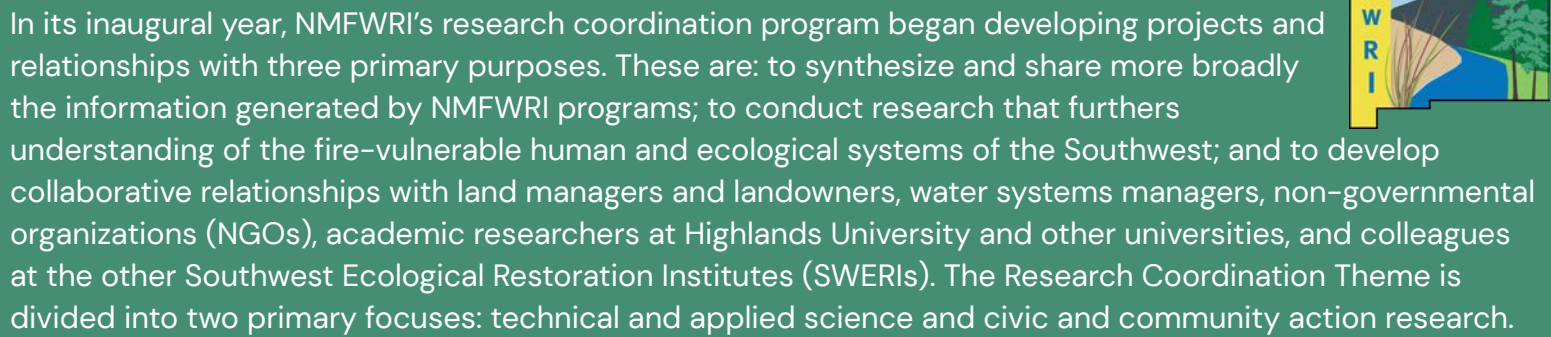 In its inaugural year, NMFWRI’s research coordination program began developing projects and
relationships with three primary purposes. These are: to synthesize and share more broadly
the information generated by NMFWRI programs; to conduct research that furthers
understanding of the fire-vulnerable human and ecological systems of the Southwest; and to develop
collaborative relationships with land managers and landowners, water systems managers, non-governmental
organizations (NGOs), academic researchers at Highlands University and other universities, and colleagues
at the other Southwest Ecological Restoration Institutes (SWERIs). The Research Coordination Theme is
divided into two primary focuses: technical and applied science and civic and community action research.
W
R
I